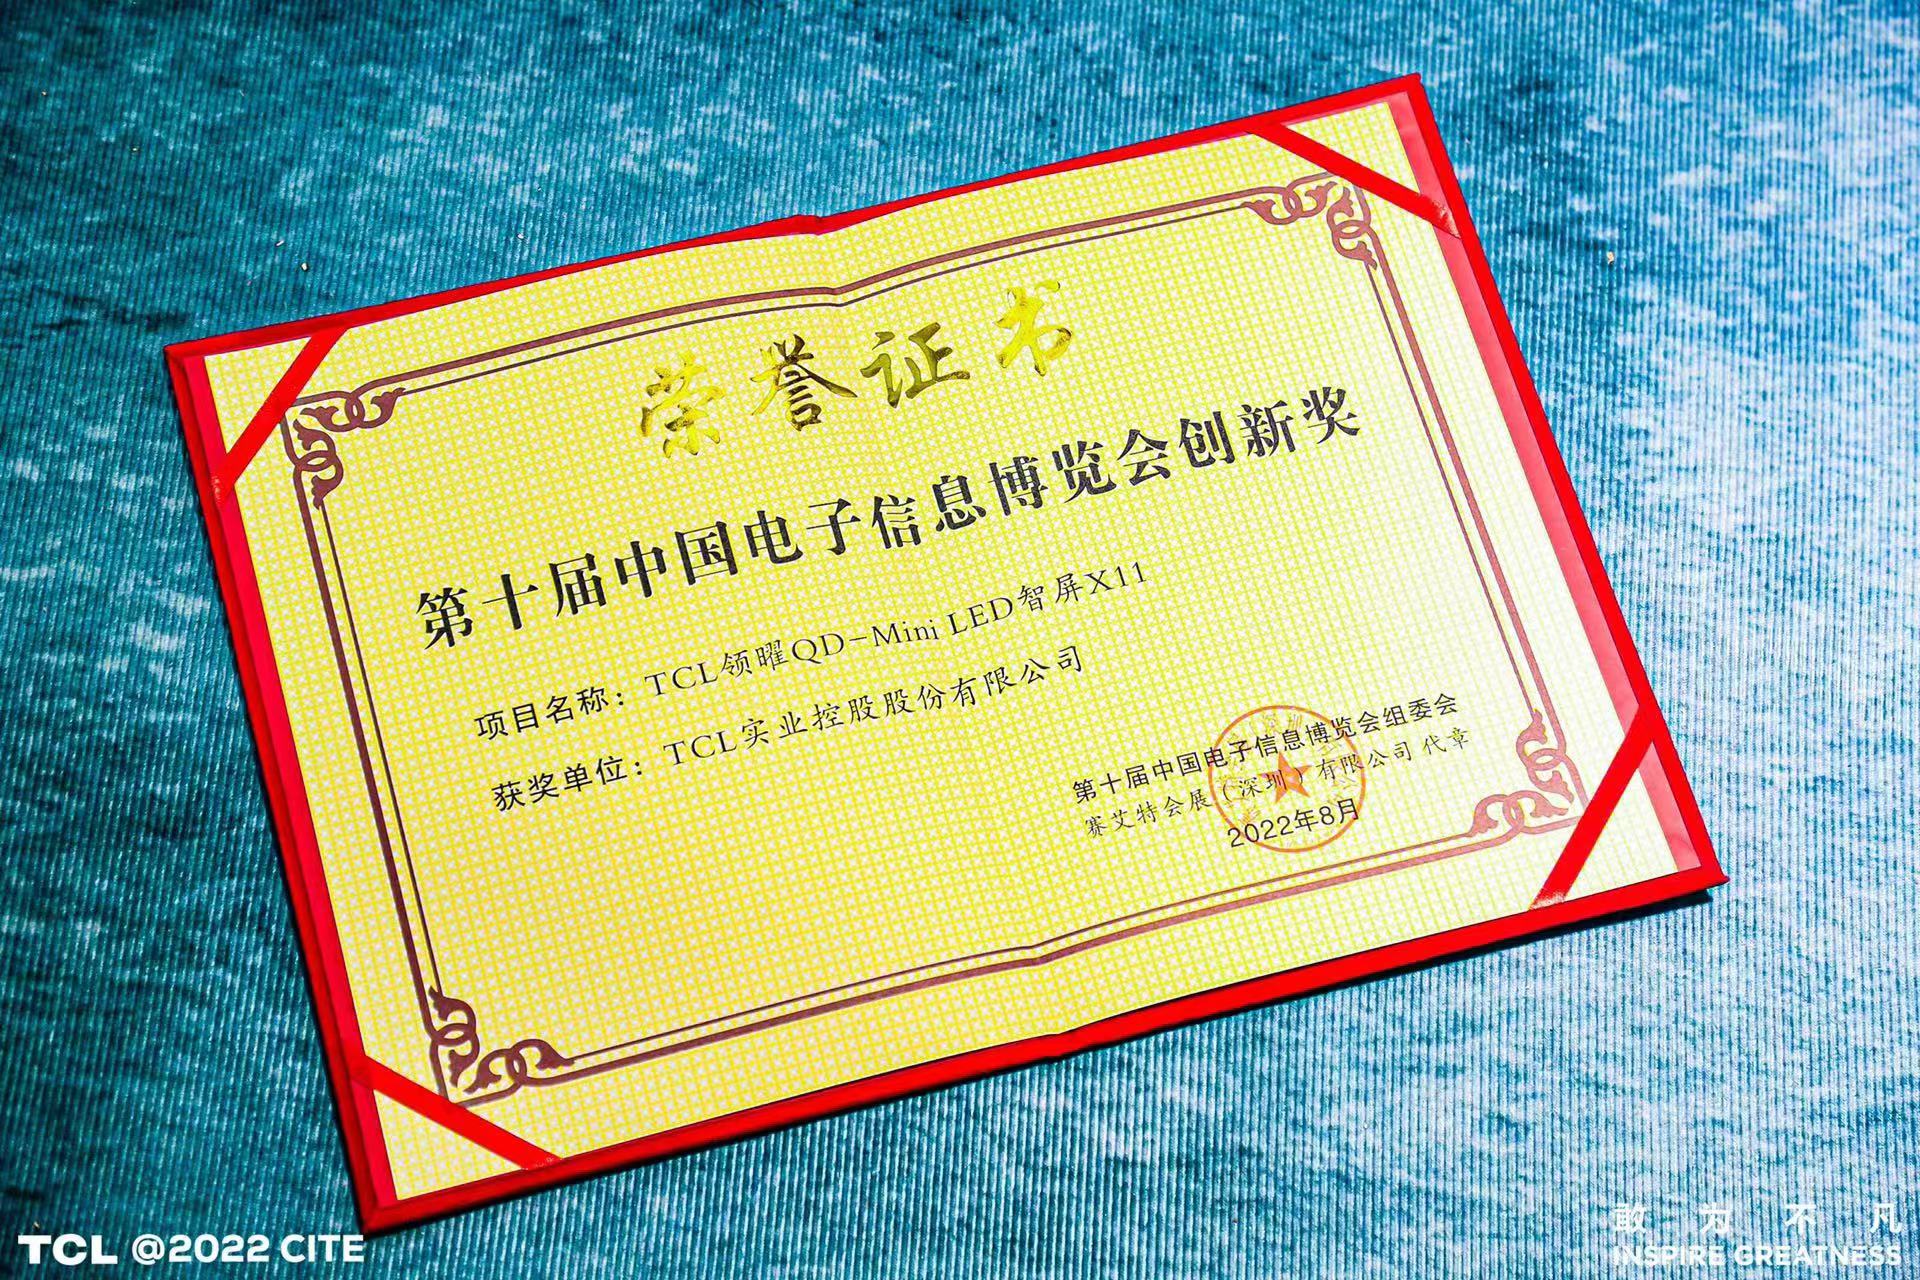 荣誉证书
第十届中国电子信息博览会创新奖
项目名称：TCL领曜QD-Mini LED智屏X11
获奖单位：TCL实业控股股份有限公司
第十届中国电子信息博览会组委会
赛艾特会展（深圳）有限公司 代章
2022年8月
TCL @2022 CITE
敢为不凡
INSPIRE GREATNESS